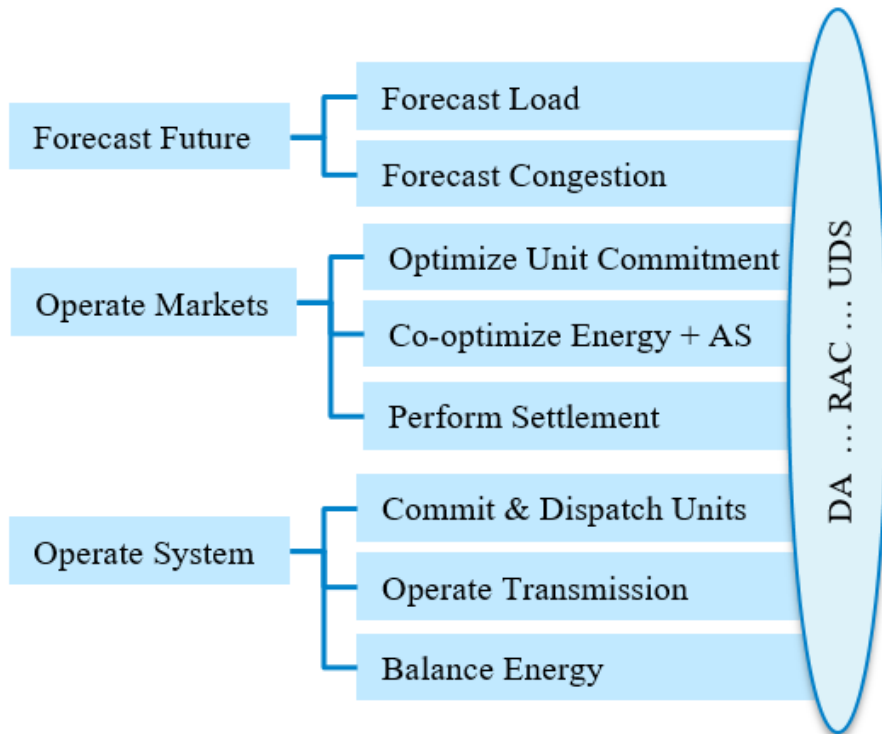 Forecast Future
Forecast Load
Forecast Congestion
Operate Markets
Optimize Unit Commitment
Co-optimize Energy + AS
Perform Settlement
Operate System
Commit & Dispatch Units
Operate Transmission
Balance Energy
DA ... RAC ... UDS